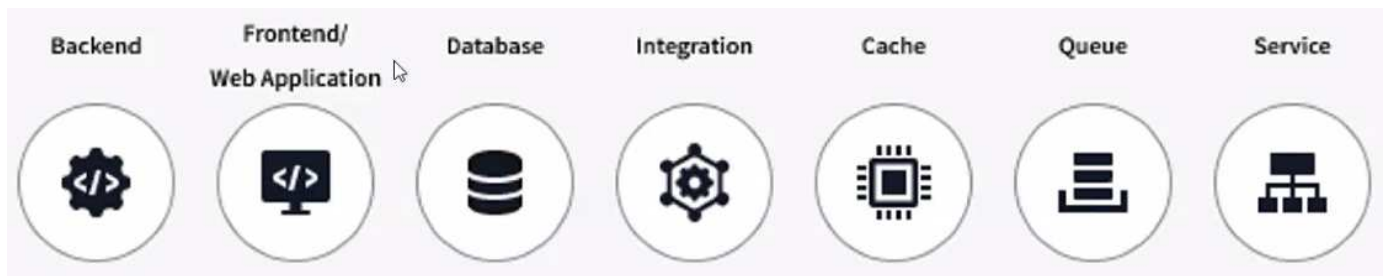 Backend
Frontend/
Web Application
Database
Integration
Cache
Queue
Service
</>
</>